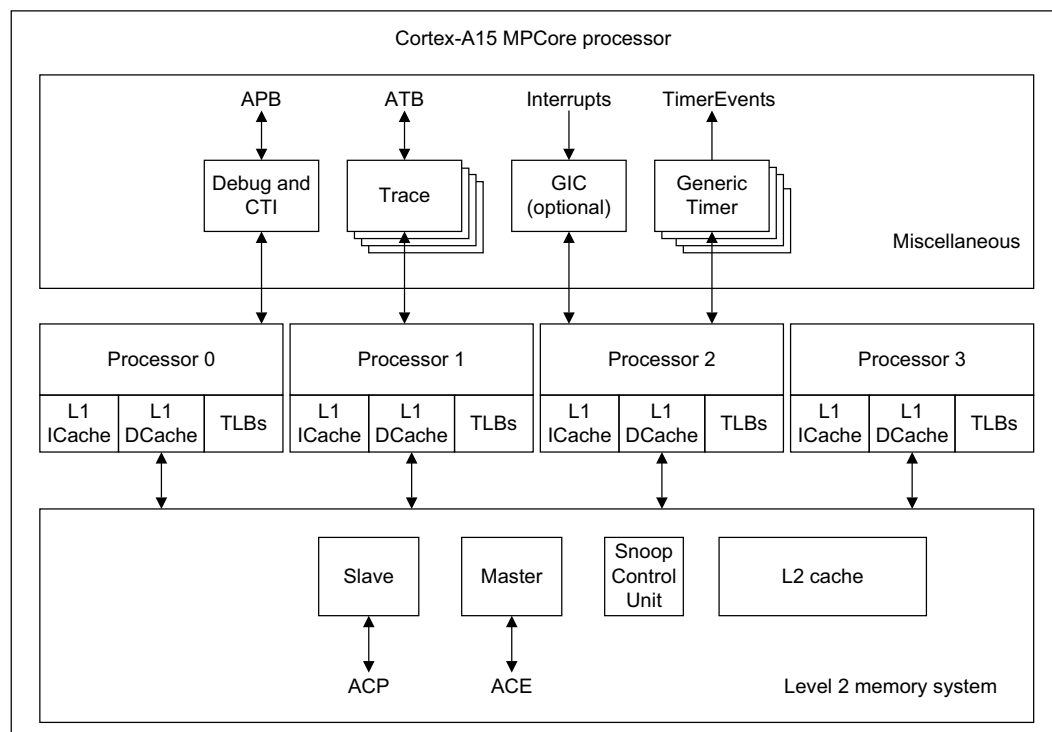 Cortex-A15 MPCore processor
APB
ATB
Interrupts
TimerEvents
Debug and
CTI
Trace
GIC
(optional)
Generic
Timer
Miscellaneous
Processor 0
Processor 1
Processor 2
Processor 3
L1
ICache
L1
DCache
TLBs
L1
ICache
L1
DCache
TLBs
L1
ICache
L1
DCache
TLBs
L1
ICache
L1
DCache
TLBs
Slave
Master
Snoop
Control
Unit
L2 cache
ACP
ACE
Level 2 memory system